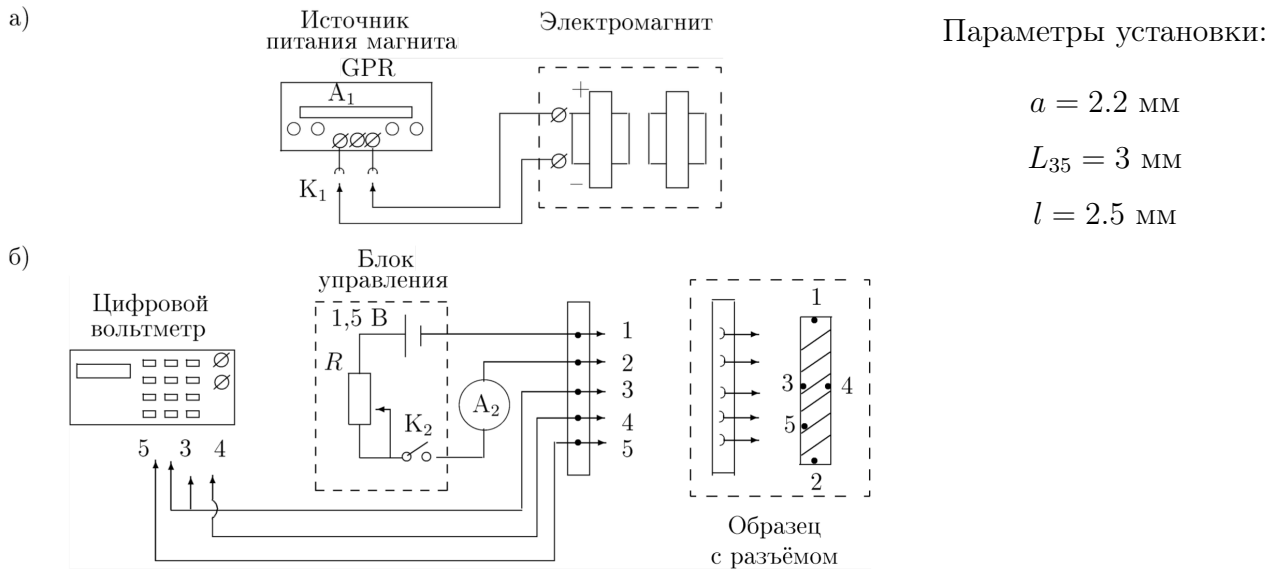 а)
Источник
питания магнита
GPR
A₁
K₁
Электромагнит
+
−
Параметры установки:
a = 2.2 мм
L₃₅ = 3 мм
l = 2.5 мм
б)
Цифровой
вольтметр
5 3 4
Блок
управления
1,5 В
R
K₂
A₂
1
2
3
4
5
1
3 4
5
2
Образец
с разъёмом